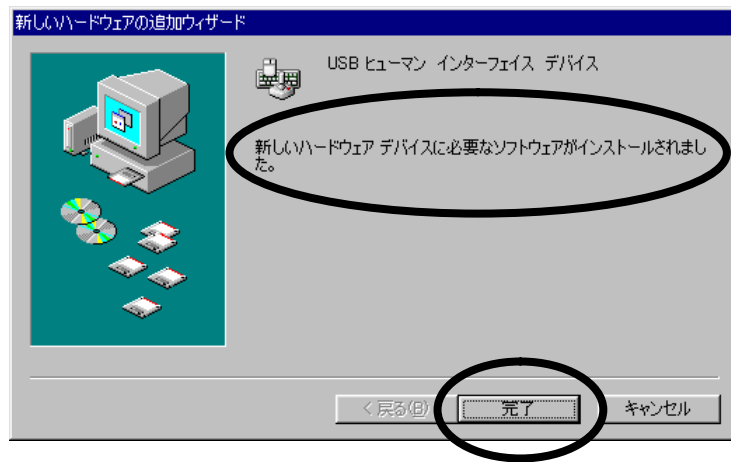 新しいハードウェアの追加ウィザード
USB ヒューマン インターフェイス デバイス
新しいハードウェア デバイスに必要なソフトウェアがインストールされまし
た。
< 戻る(B)
完了
キャンセル